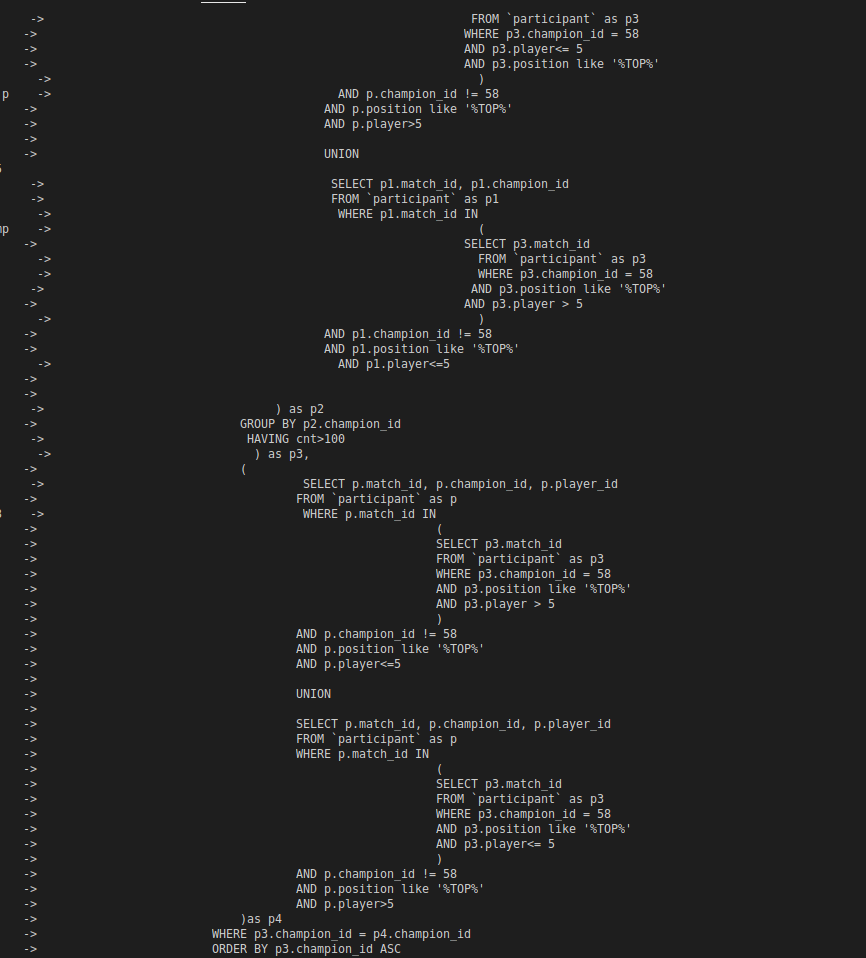 -> FROM `participant` as p3
-> WHERE p3.champion_id = 58
-> AND p3.player<= 5
-> AND p3.position like '%TOP%'
-> )
p -> AND p.champion_id != 58
-> AND p.position like '%TOP%'
-> AND p.player>5
->
-> UNION
-> SELECT p1.match_id, p1.champion_id
-> FROM `participant` as p1
-> WHERE p1.match_id IN
-> (
-> SELECT p3.match_id
-> FROM `participant` as p3
-> WHERE p3.champion_id = 58
-> AND p3.position like '%TOP%'
-> AND p3.player > 5
-> )
-> AND p1.champion_id != 58
-> AND p1.position like '%TOP%'
-> AND p1.player<=5
->
->
-> ) as p2
-> GROUP BY p2.champion_id
-> HAVING cnt>100
-> ) as p3,
-> (
-> SELECT p.match_id, p.champion_id, p.player_id
-> FROM `participant` as p
-> WHERE p.match_id IN
-> (
-> SELECT p3.match_id
-> FROM `participant` as p3
-> WHERE p3.champion_id = 58
-> AND p3.position like '%TOP%'
-> AND p3.player > 5
-> )
-> AND p.champion_id != 58
-> AND p.position like '%TOP%'
-> AND p.player<=5
->
-> UNION
->
-> SELECT p.match_id, p.champion_id, p.player_id
-> FROM `participant` as p
-> WHERE p.match_id IN
-> (
-> SELECT p3.match_id
-> FROM `participant` as p3
-> WHERE p3.champion_id = 58
-> AND p3.position like '%TOP%'
-> AND p3.player<= 5
-> )
-> AND p.champion_id != 58
-> AND p.position like '%TOP%'
-> AND p.player>5
-> )as p4
-> WHERE p3.champion_id = p4.champion_id
-> ORDER BY p3.champion_id ASC